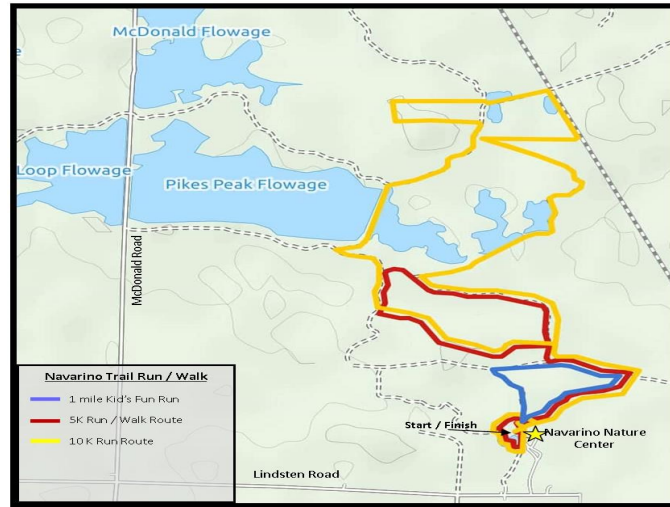 McDonald Flowage
Loop Flowage
Pikes Peak Flowage
McDonald Road
Navarino Trail Run / Walk
1 mile Kid's Fun Run
5K Run / Walk Route
10 K Run Route
Start / Finish
Navarino Nature
Center
Lindsten Road